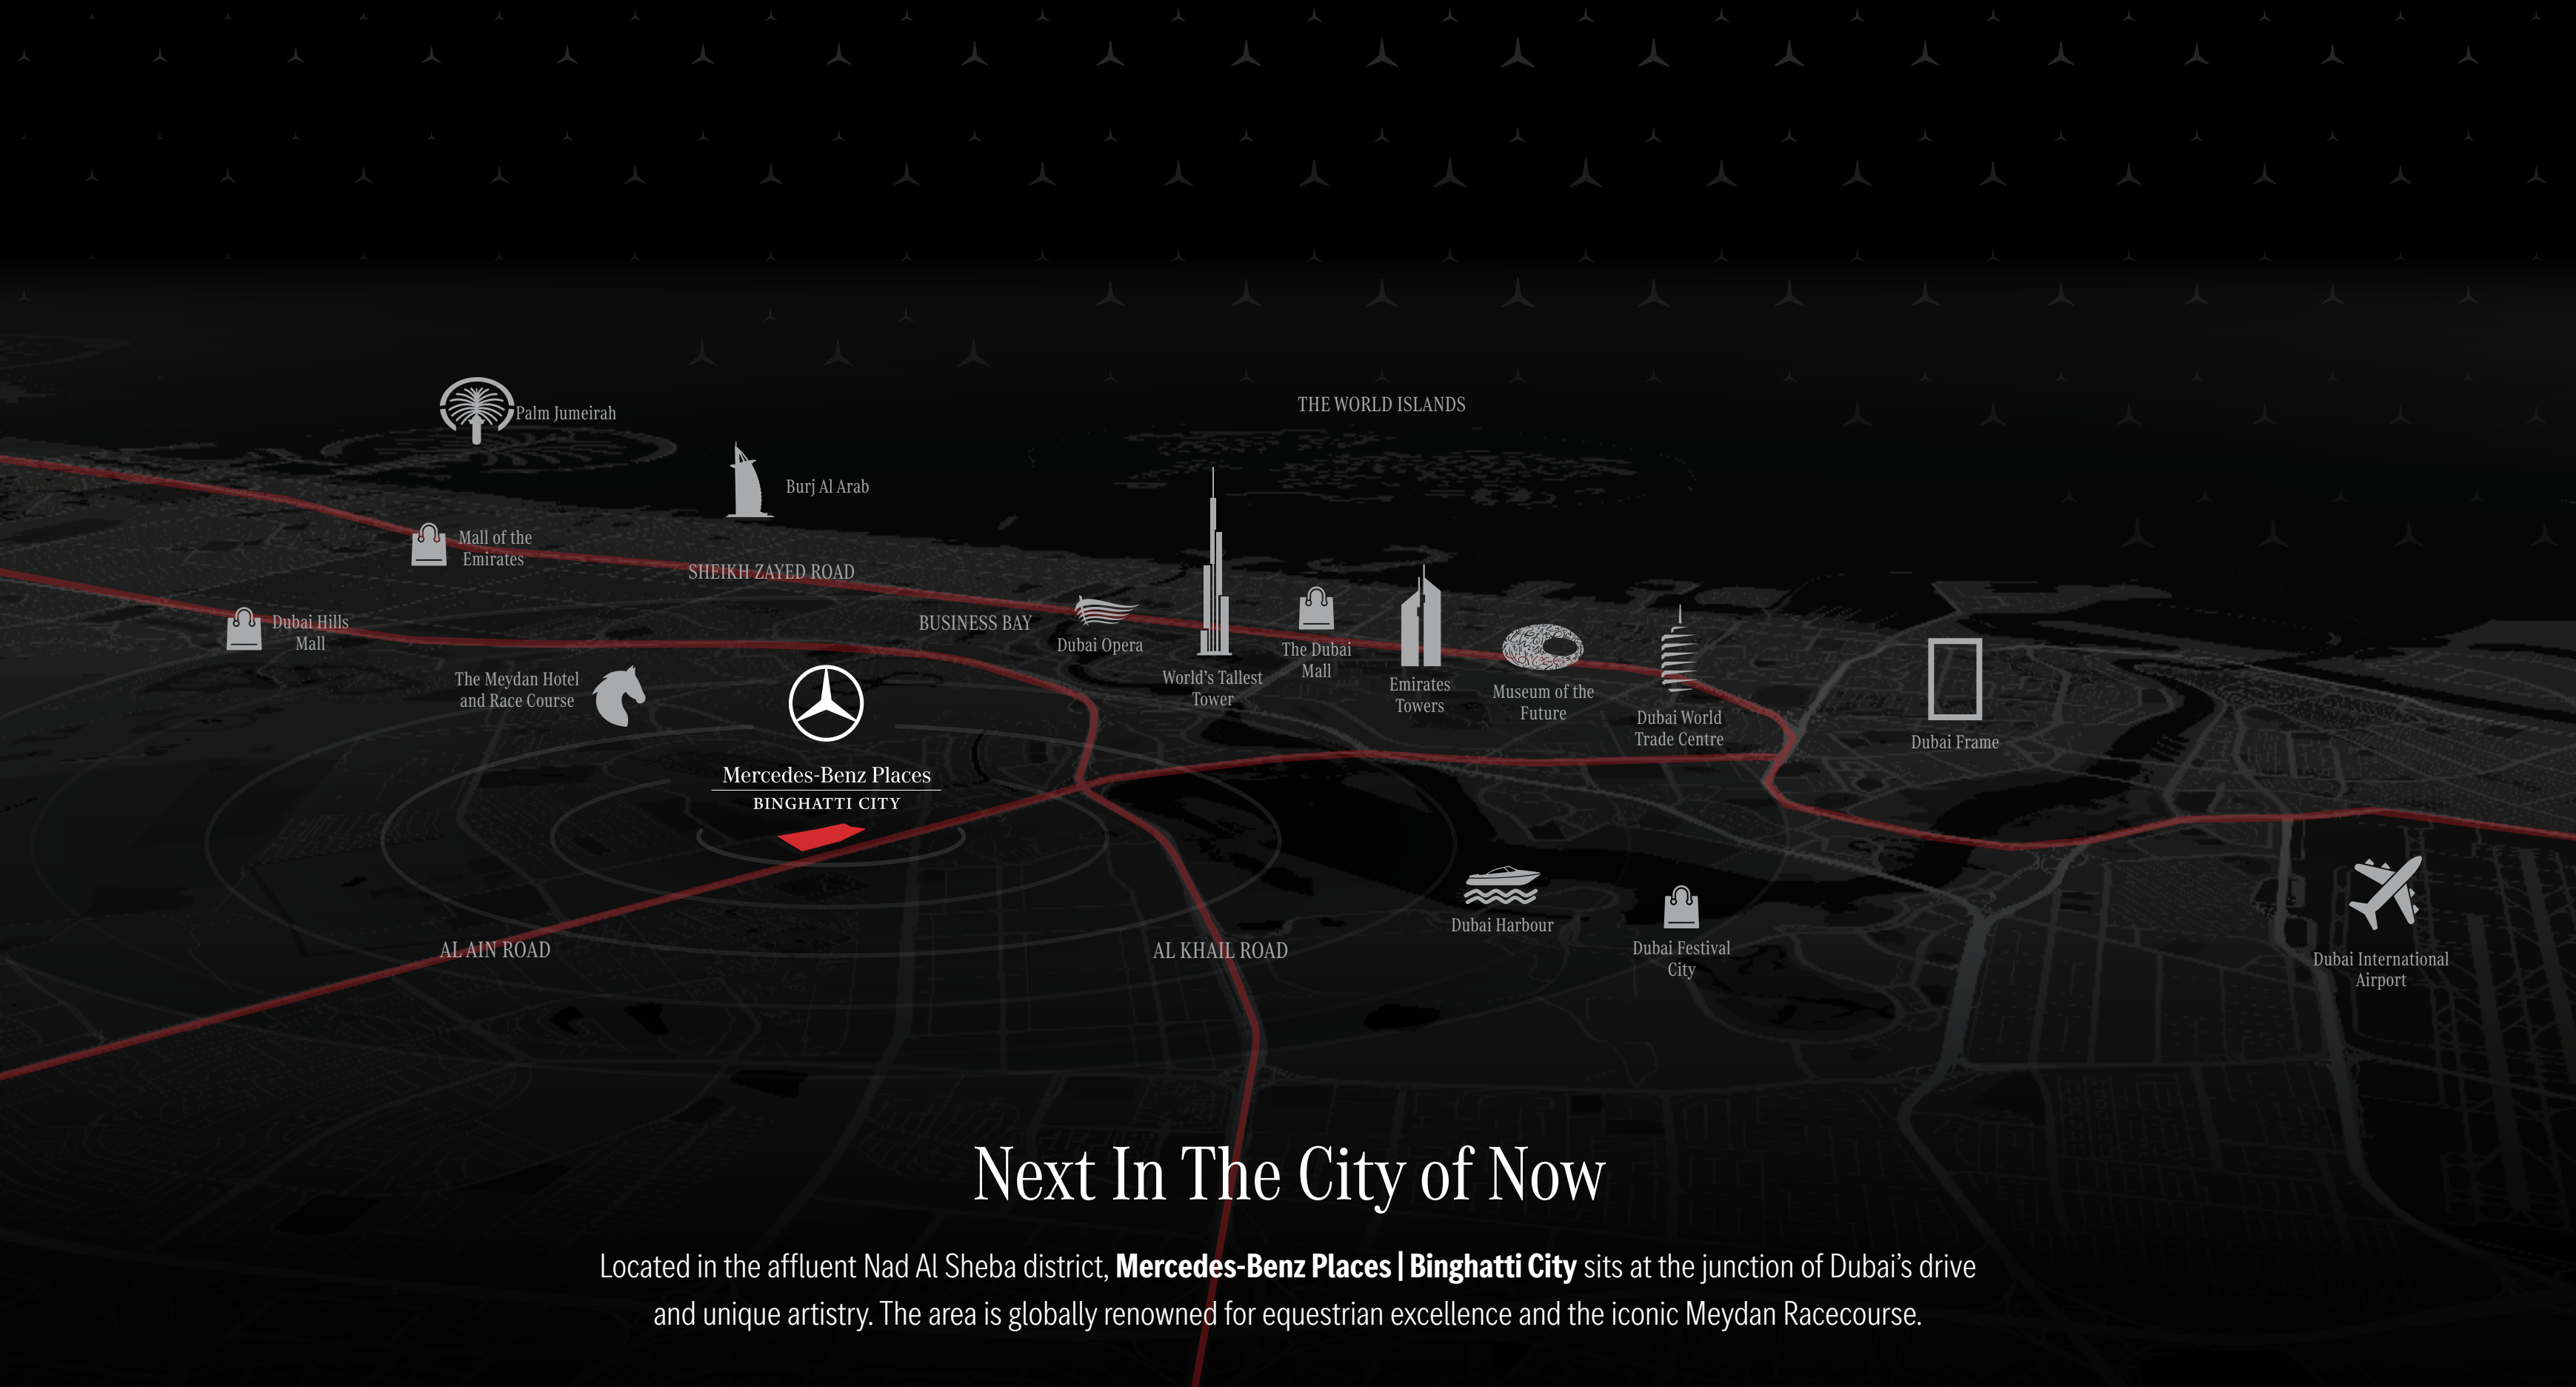 THE WORLD ISLANDS
Palm Jumeirah
Burj Al Arab
Mall of the
Emirates
SHEIKH ZAYED ROAD
Dubai Hills
Mall
BUSINESS BAY
Dubai Opera
World's Tallest
Tower
The Dubai
Mall
Emirates
Towers
Museum of the
Future
Dubai World
Trade Centre
Dubai Frame
The Meydan Hotel
and Race Course
Mercedes-Benz Places
BINGHATTI CITY
AL AIN ROAD
AL KHAIL ROAD
Dubai Harbour
Dubai Festival
City
Dubai International
Airport
Next In The City of Now
Located in the affluent Nad Al Sheba district, Mercedes-Benz Places | Binghatti City sits at the junction of Dubai’s drive
and unique artistry. The area is globally renowned for equestrian excellence and the iconic Meydan Racecourse.